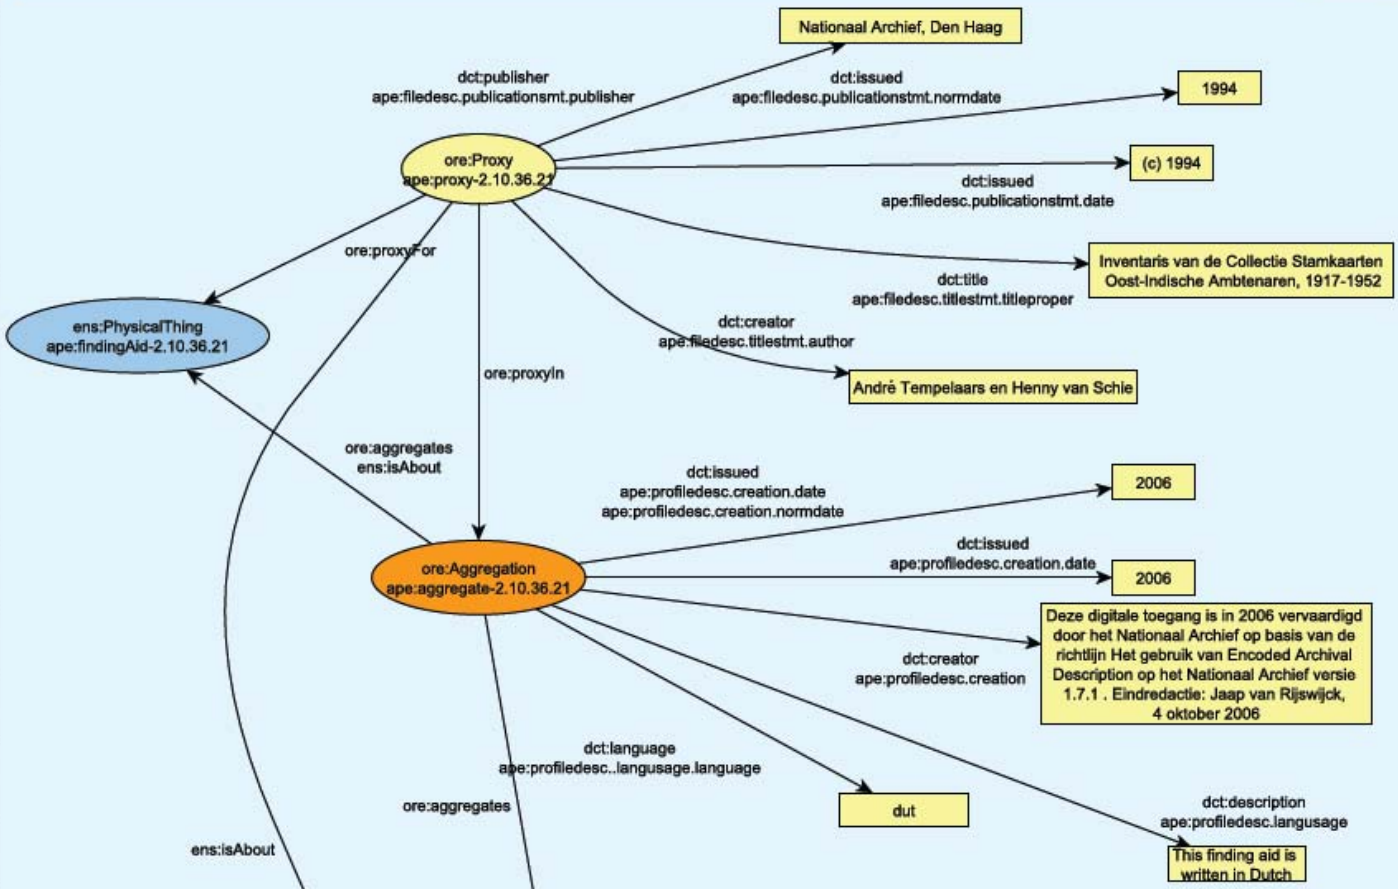 Nationaal Archief, Den Haag
dct:publisher
ape:filedesc.publicationsmt.publisher
dct:issued
ape:filedesc.publicationstmt.normdate
1994
ore:Proxy
ape:proxy-2.10.36.21
(c) 1994
dct:issued
ape:filedesc.publicationstmt.date
ore:proxyFor
Inventaris van de Collectie Stamkaarten
Oost-Indische Ambtenaren, 1917-1952
dct:title
ape:filedesc.titlestmt.titleproper
ens:PhysicalThing
ape:findingAid-2.10.36.21
dct:creator
ape:filedesc.titlestmt.author
ore:proxyIn
André Tempelaars en Henny van Schie
ore:aggregates
ens:isAbout
dct:issued
ape:profiledesc.creation.date
ape:profiledesc.creation.normdate
2006
ore:Aggregation
ape:aggregate-2.10.36.21
dct:issued
ape:profiledesc.creation.date
2006
Deze digitale toegang is in 2006 vervaardigd
door het Nationaal Archief op basis van de
richtlijn Het gebruik van Encoded Archival
Description op het Nationaal Archief versie
1.7.1 . Eindredactie: Jaap van Rijswijck,
4 oktober 2006
dct:creator
ape:profiledesc.creation
dct:language
ape:profiledesc..langusage.language
ore:aggregates
dut
dct:description
ape:profiledesc.langusage
ens:isAbout
This finding aid is
written in Dutch